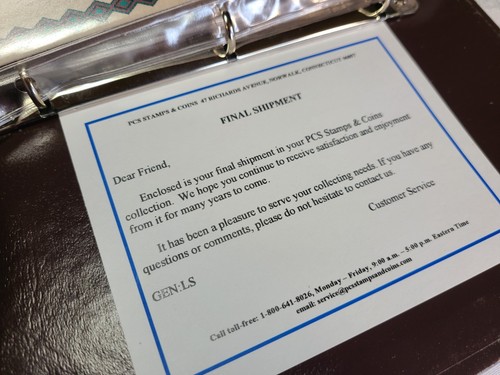 PCS STAMPS & COINS 47 RICHARDS AVENUE, NORWALK, CONNECTICUT 06857
FINAL SHIPMENT
Dear Friend,
Enclosed is your final shipment in your PCS Stamps & Coins
collection. We hope you continue to receive satisfaction and enjoyment
from it for many years to come.
It has been a pleasure to serve your collecting needs. If you have any
questions or comments, please do not hesitate to contact us.
Customer Service
GEN:LS
Call toll-free: 1-800-641-8026, Monday – Friday, 9:00 a.m. – 5:00 p.m. Eastern Time
email: service@pcsstampsandcoins.com